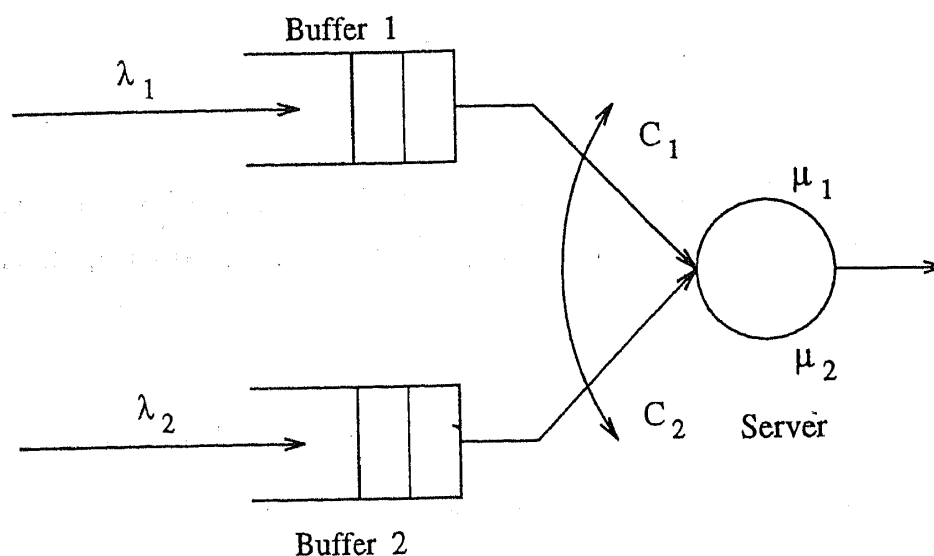 Buffer 1
λ 1
C 1
μ 1
μ 2
λ 2
C 2
Server
Buffer 2